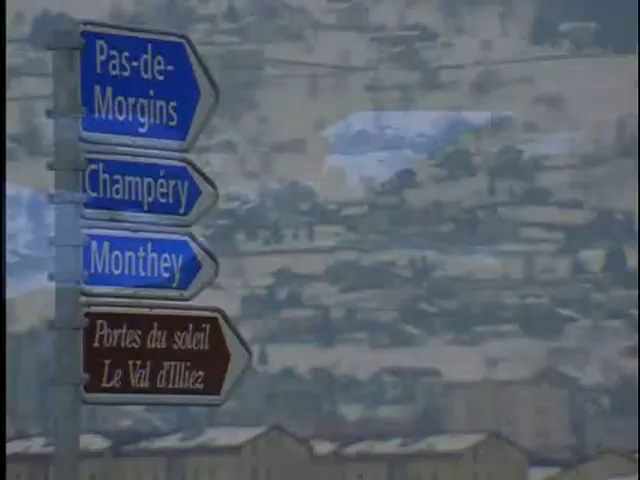 Pas-de-
Morgins
Champéry
Monthey
Portes du soleil
Le Val d'Illiez